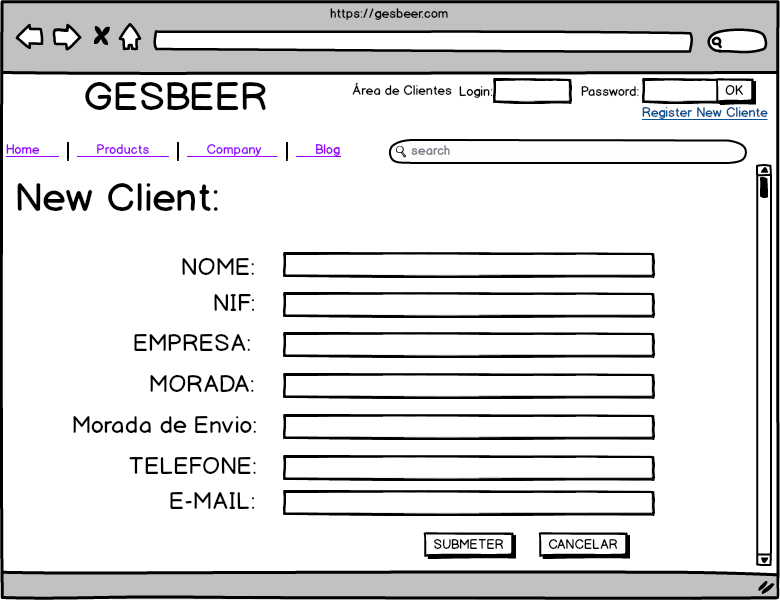 https://gesbeer.com
GESBEER
Área de Clientes Login: Password: OK
Register New Cliente
Home Products Company Blog
search
New Client:
NOME:
NIF:
EMPRESA:
MORADA:
Morada de Envio:
TELEFONE:
E-MAIL:
SUBMETER CANCELAR